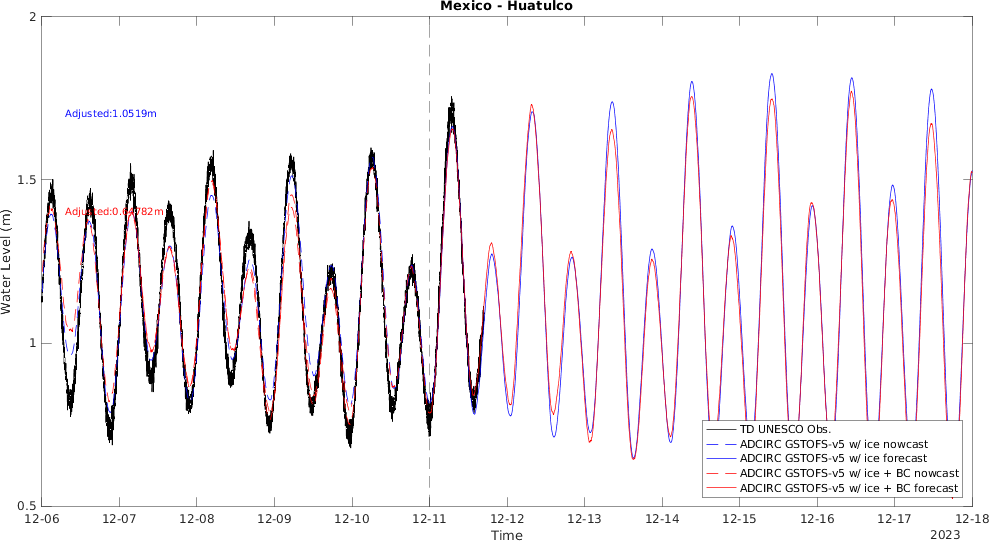 Mexico - Huatulco
2
1.5
1
0.5
Water Level (m)
Adjusted:1.0519m
Adjusted:0.64782m
TD UNESCO Obs.
ADCIRC GSTOFS-v5 w/ ice nowcast
ADCIRC GSTOFS-v5 w/ ice forecast
ADCIRC GSTOFS-v5 w/ ice + BC nowcast
ADCIRC GSTOFS-v5 w/ ice + BC forecast
12-06 12-07 12-08 12-09 12-10 12-11 12-12 12-13 12-14 12-15 12-16 12-17 12-18
Time
2023